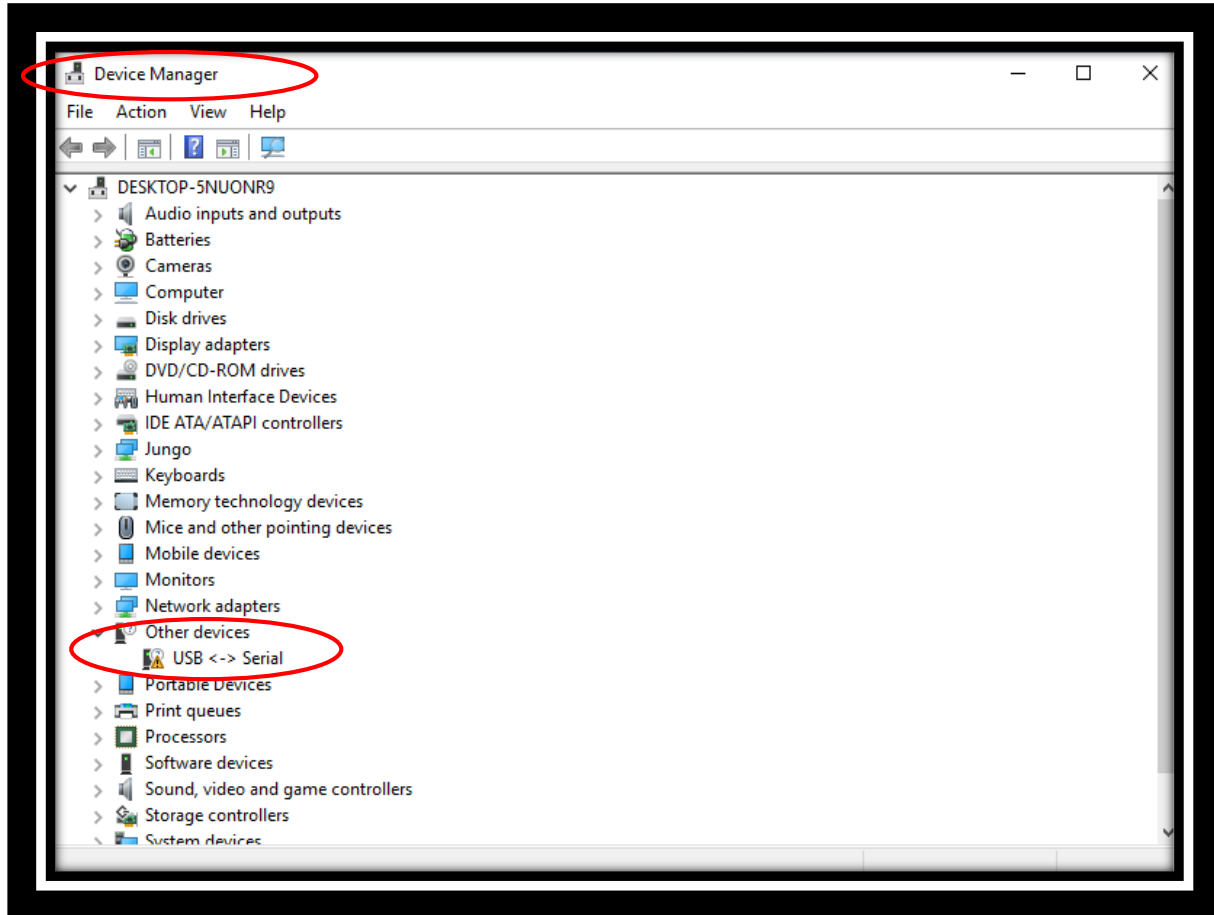 Device Manager
File Action View Help
DESKTOP-5NUONR9
Audio inputs and outputs
Batteries
Cameras
Computer
Disk drives
Display adapters
DVD/CD-ROM drives
Human Interface Devices
IDE ATA/ATAPI controllers
Jungo
Keyboards
Memory technology devices
Mice and other pointing devices
Mobile devices
Monitors
Network adapters
Other devices
USB <-> Serial
Portable Devices
Print queues
Processors
Software devices
Sound, video and game controllers
Storage controllers
System devices